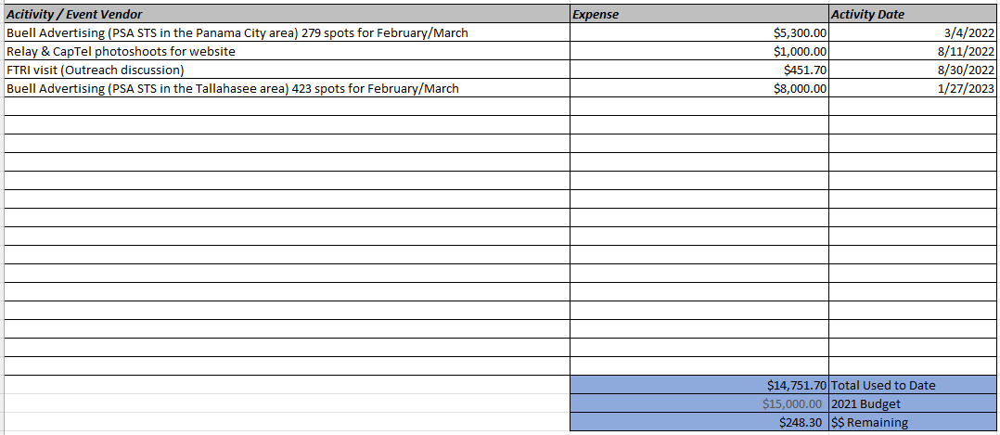 Acitivity / Event Vendor Expense Activity Date
Buell Advertising (PSA STS in the Panama City area) 279 spots for February/March $5,300.00 3/4/2022
Relay & CapTel photoshoots for website $1,000.00 8/11/2022
FTRI visit (Outreach discussion) $451.70 8/30/2022
Buell Advertising (PSA STS in the Tallahasee area) 423 spots for February/March $8,000.00 1/27/2023
$14,751.70 Total Used to Date
$15,000.00 2021 Budget
$248.30 $$ Remaining